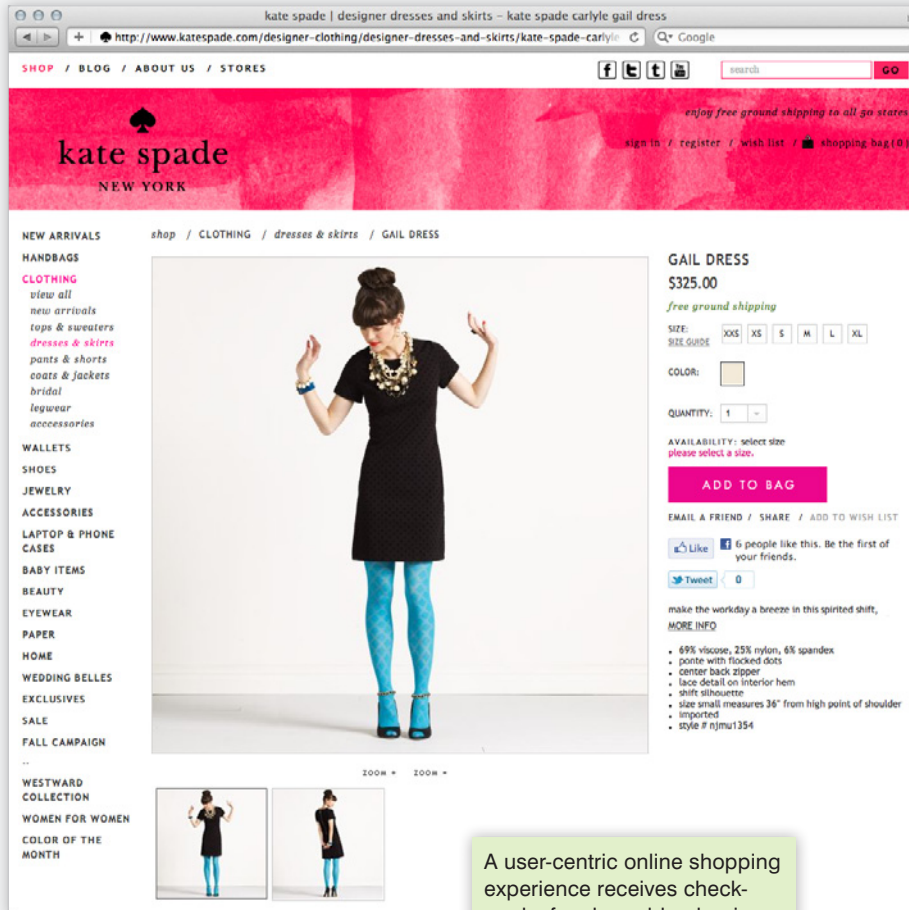 kate spade | designer dresses and skirts – kate spade carlyle gail dress
http://www.katespade.com/designer-clothing/designer-dresses-and-skirts/kate-spade-carlyle
Google
SHOP / BLOG / ABOUT US / STORES
search
GO
enjoy free ground shipping to all 50 states
sign in / register / wish list / shopping bag(0)
kate spade
NEW YORK
shop / CLOTHING / dresses & skirts / GAIL DRESS
NEW ARRIVALS
HANDBAGS
CLOTHING
view all
new arrivals
tops & sweaters
dresses & skirts
pants & shorts
coats & jackets
bridal
legwear
acccessories
WALLETS
SHOES
JEWELRY
ACCESSORIES
LAPTOP & PHONE
CASES
BABY ITEMS
BEAUTY
EYEWEAR
PAPER
HOME
WEDDING BELLES
EXCLUSIVES
SALE
FALL CAMPAIGN
..
WESTWARD
COLLECTION
WOMEN FOR WOMEN
COLOR OF THE
MONTH
ZOOM + ZOOM –
GAIL DRESS
$325.00
free ground shipping
SIZE: XXS XS S M L XL
SIZE GUIDE
COLOR:
QUANTITY: 1
AVAILABILITY: select size
please select a size.
ADD TO BAG
EMAIL A FRIEND / SHARE / ADD TO WISH LIST
Like 6 people like this. Be the first of
your friends.
Tweet 0
make the workday a breeze in this spirited shift,
MORE INFO
• 69% viscose, 25% nylon, 6% spandex
• ponte with flocked dots
• center back zipper
• lace detail on interior hem
• shift silhouette
• size small measures 36" from high point of shoulder
• imported
• style # njmu1354
A user-centric online shopping
experience receives check-